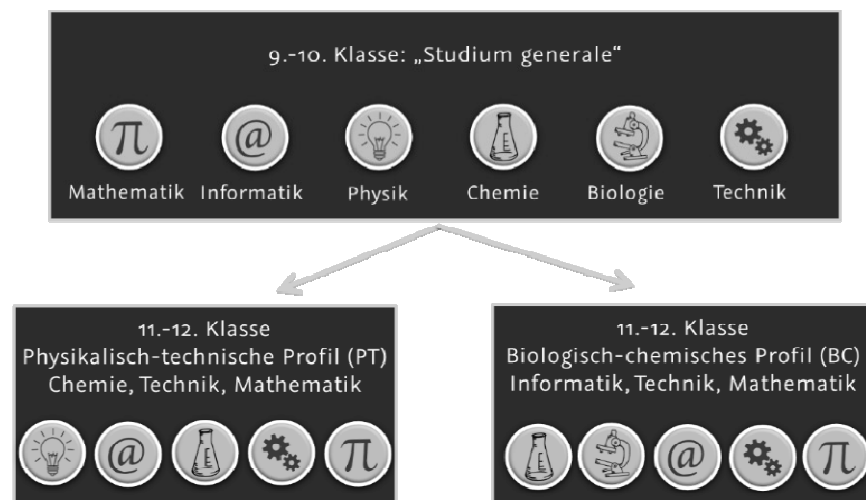 9.-10. Klasse: „Studium generale“
π @
Mathematik Informatik Physik Chemie Biologie Technik
11.-12. Klasse
Physikalisch-technische Profil (PT)
Chemie, Technik, Mathematik
@ π
11.-12. Klasse
Biologisch-chemisches Profil (BC)
Informatik, Technik, Mathematik
@ π